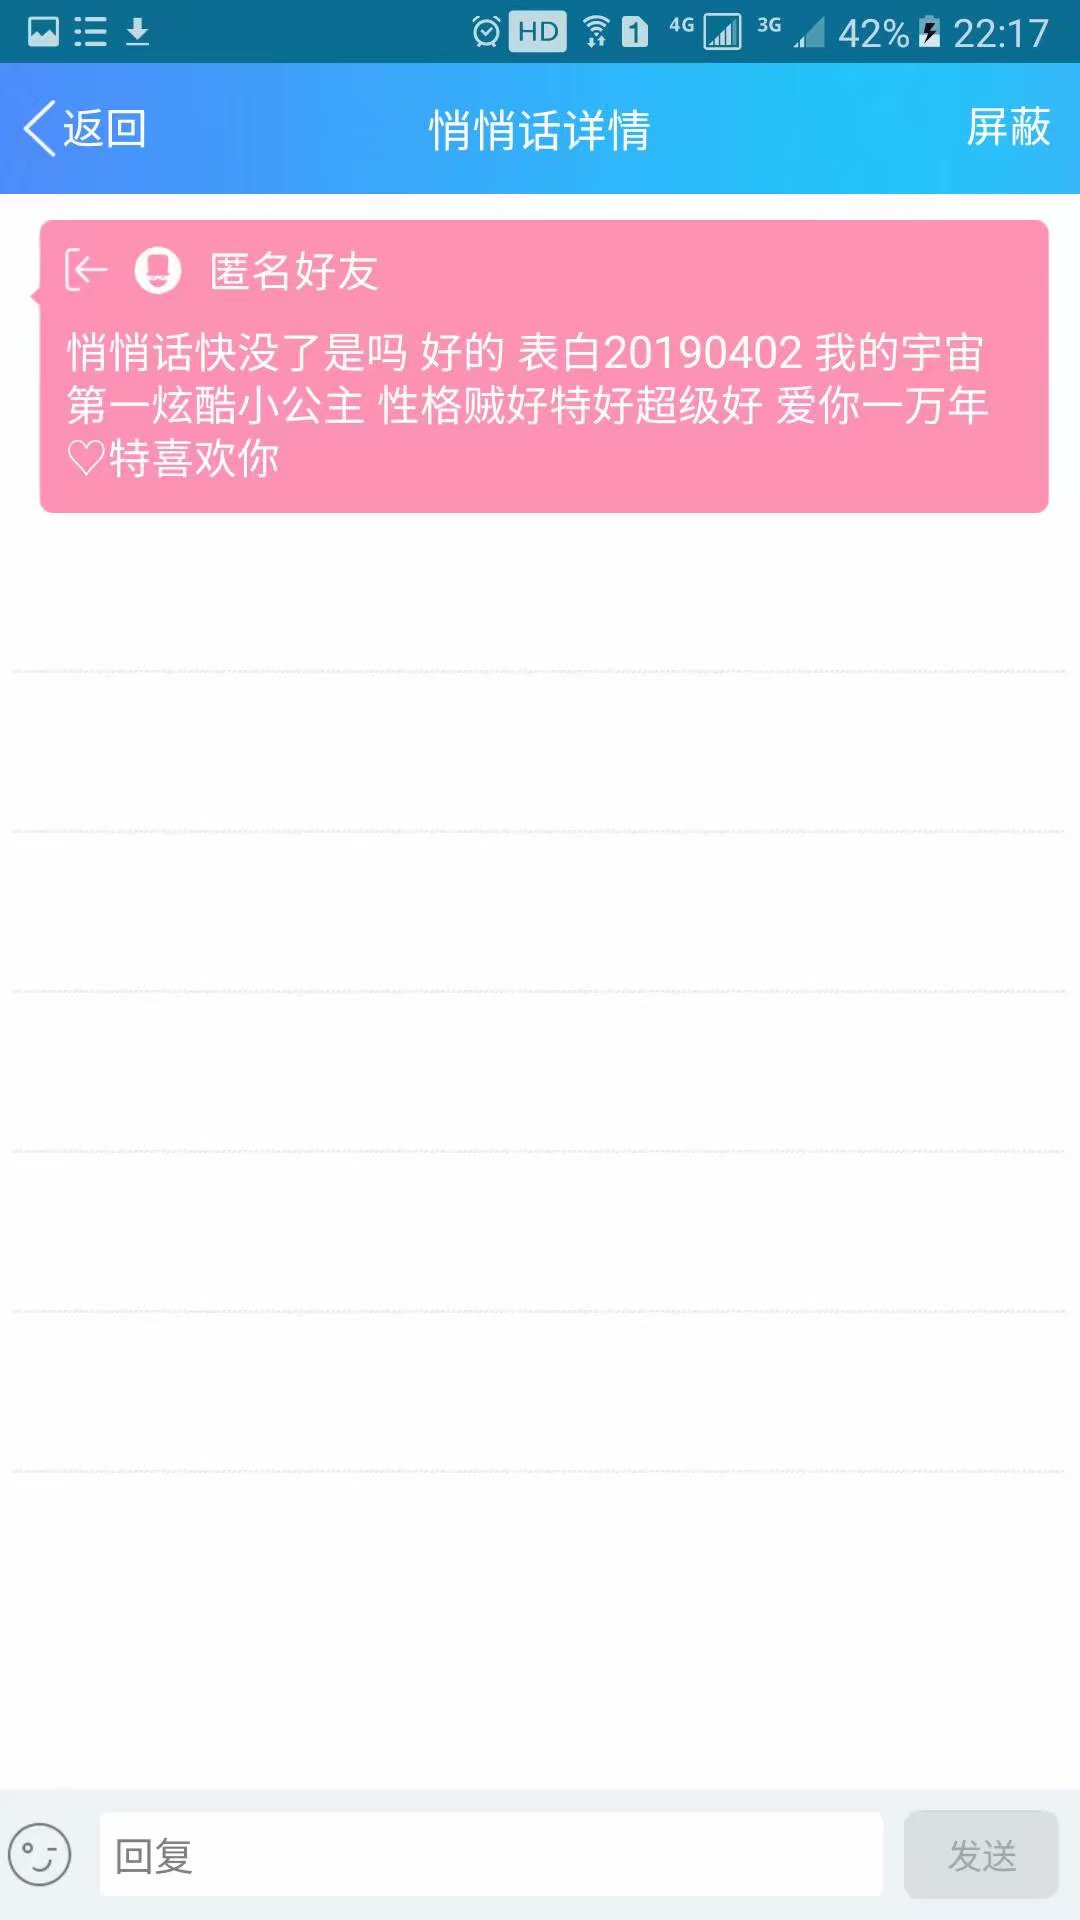 HD 1 4G 3G 42% 22:17
返回 悄悄话详情 屏蔽
匿名好友
悄悄话快没了是吗 好的 表白20190402 我的宇宙
第一炫酷小公主 性格贼好特好超级好 爱你一万年
♡特喜欢你
回复 发送